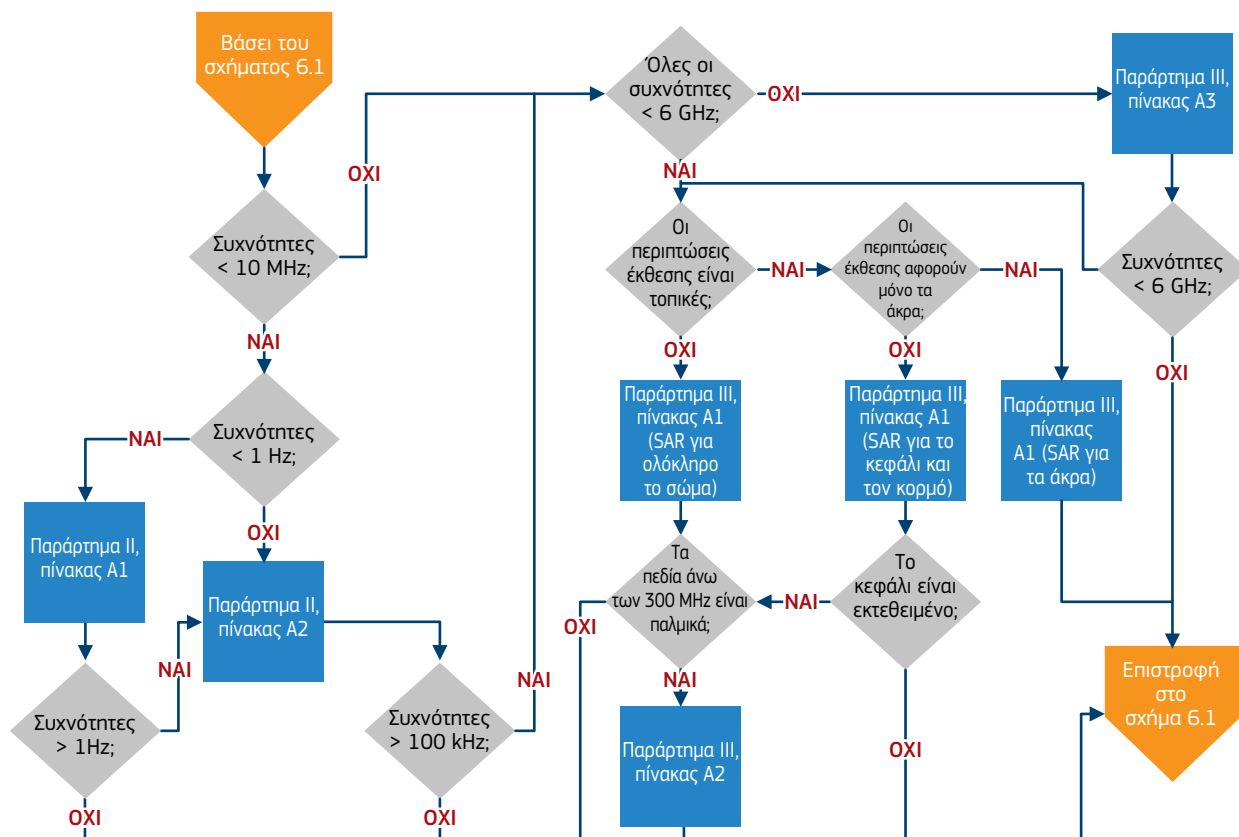 Βάσει του
σχήματος 6.1
Όλες οι
συχνότητες
< 6 GHz;
ΟΧΙ
Παράρτημα III,
πίνακας A3
ΟΧΙ
ΝΑΙ
Συχνότητες
< 10 MHz;
Οι
περιπτώσεις
έκθεσης είναι
τοπικές;
ΝΑΙ
Οι
περιπτώσεις
έκθεσης αφορούν
μόνο τα
άκρα;
ΝΑΙ
Συχνότητες
< 6 GHz;
ΝΑΙ
ΟΧΙ
ΟΧΙ
ΟΧΙ
Συχνότητες
< 1 Hz;
ΝΑΙ
Παράρτημα III,
πίνακας A1
(SAR για
ολόκληρο
το σώμα)
Παράρτημα III,
πίνακας A1
(SAR για το
κεφάλι και
τον κορμό)
Παράρτημα III,
πίνακας
A1 (SAR για
τα άκρα)
ΟΧΙ
Παράρτημα II,
πίνακας A1
Παράρτημα II,
πίνακας A2
Τα
πεδία άνω
των 300 MHz είναι
παλμικά;
ΝΑΙ
Το
κεφάλι είναι
εκτεθειμένο;
ΟΧΙ
ΝΑΙ
ΝΑΙ
ΝΑΙ
Συχνότητες
> 1Hz;
Συχνότητες
> 100 kHz;
Παράρτημα III,
πίνακας A2
ΟΧΙ
Επιστροφή
στο
σχήμα 6.1
ΟΧΙ
ΟΧΙ